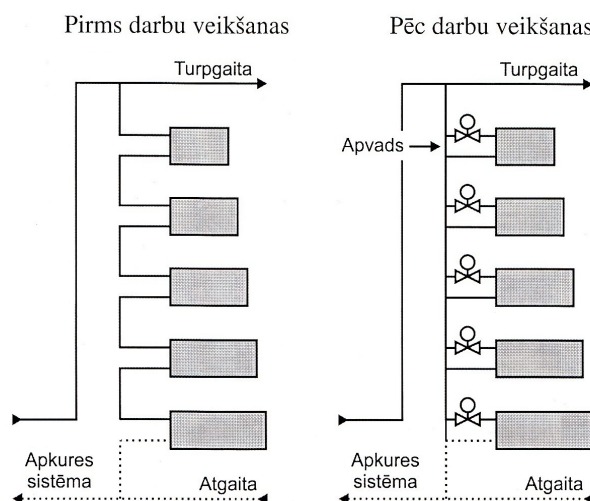 Pirms darbu veikšanas
Turpgaita
Apkures
sistēma
Atgaita
Pēc darbu veikšanas
Turpgaita
Apvads
Apkures
sistēma
Atgaita